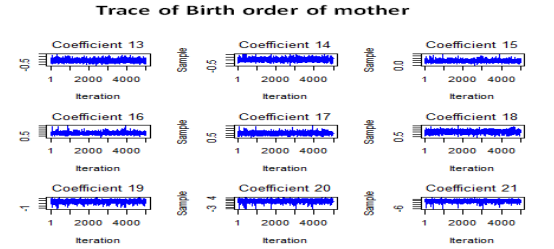 Trace of Birth order of mother
Coefficient 13
-0.5
1 2000 4000
Iteration
Coefficient 14
Sample
-0.5
1 2000 4000
Iteration
Coefficient 15
Sample
0.0
1 2000 4000
Iteration
Coefficient 16
0.5
1 2000 4000
Iteration
Coefficient 17
Sample
0.5
1 2000 4000
Iteration
Coefficient 18
Sample
0.5
1 2000 4000
Iteration
Coefficient 19
-1
1 2000 4000
Iteration
Coefficient 20
Sample
-3 4
1 2000 4000
Iteration
Coefficient 21
Sample
-6
1 2000 4000
Iteration